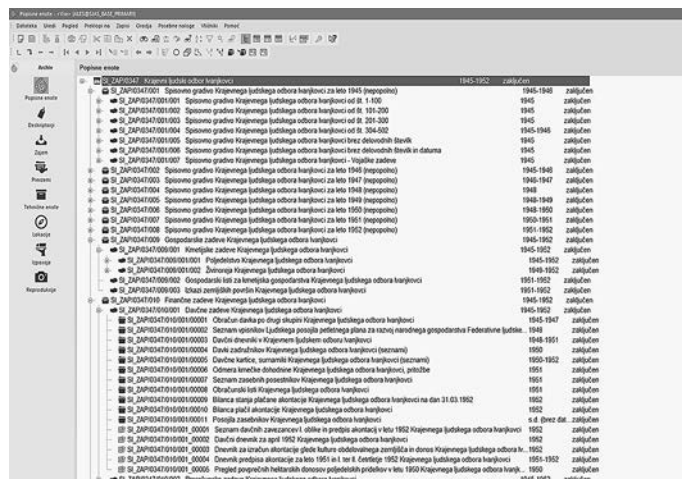 Popisne enote
Datoteka Uredi Pogled Preklopi na Zapisi Orodja Posebne naloge Vtičniki Pomoč
Arhiv
Popisne enote
Deskriptorji
Zajem
Prevzemi
Tehnične enote
Lokacije
Izposoje
Reprodukcije
Popisne enote
SI_ZAP/0347 Krajevni ljudski odbor Ivanjkovci 1945-1952 zaključen
SI_ZAP/0347/001 Spisovno gradivo Krajevnega ljudskega odbora Ivanjkovci za leto 1945 (nepopolno) 1945-1946 zaključen
SI_ZAP/0347/001/001 Spisovno gradivo Krajevnega ljudskega odbora Ivanjkovci od št. 1-100 1945 zaključen
SI_ZAP/0347/001/002 Spisovno gradivo Krajevnega ljudskega odbora Ivanjkovci od št. 101-200 1945 zaključen
SI_ZAP/0347/001/003 Spisovno gradivo Krajevnega ljudskega odbora Ivanjkovci od št. 201-300 1945 zaključen
SI_ZAP/0347/001/004 Spisovno gradivo Krajevnega ljudskega odbora Ivanjkovci od št. 304-502 1945-1946 zaključen
SI_ZAP/0347/001/005 Spisovno gradivo Krajevnega ljudskega odbora Ivanjkovci brez delovodnih številk 1945 zaključen
SI_ZAP/0347/001/006 Spisovno gradivo Krajevnega ljudskega odbora Ivanjkovci brez delovodnih številk in datuma 1945 zaključen
SI_ZAP/0347/001/007 Spisovno gradivo Krajevnega ljudskega odbora Ivanjkovci - Vojaške zadeve 1945 zaključen
SI_ZAP/0347/002 Spisovno gradivo Krajevnega ljudskega odbora Ivanjkovci za leto 1946 (nepopolno) 1945-1946 zaključen
SI_ZAP/0347/003 Spisovno gradivo Krajevnega ljudskega odbora Ivanjkovci za leto 1947 (nepopolno) 1946-1947 zaključen
SI_ZAP/0347/004 Spisovno gradivo Krajevnega ljudskega odbora Ivanjkovci za leto 1948 (nepopolno) 1948 zaključen
SI_ZAP/0347/005 Spisovno gradivo Krajevnega ljudskega odbora Ivanjkovci za leto 1949 (nepopolno) 1948-1949 zaključen
SI_ZAP/0347/006 Spisovno gradivo Krajevnega ljudskega odbora Ivanjkovci za leto 1950 (nepopolno) 1948-1950 zaključen
SI_ZAP/0347/007 Spisovno gradivo Krajevnega ljudskega odbora Ivanjkovci za leto 1951 (nepopolno) 1950-1951 zaključen
SI_ZAP/0347/008 Spisovno gradivo Krajevnega ljudskega odbora Ivanjkovci za leto 1952 (nepopolno) 1951-1952 zaključen
SI_ZAP/0347/009 Gospodarske zadeve Krajevnega ljudskega odbora Ivanjkovci 1945-1952 zaključen
SI_ZAP/0347/009/001 Kmetijske zadeve Krajevnega ljudskega odbora Ivanjkovci 1945-1952 zaključen
SI_ZAP/0347/009/001/001 Poljedelstvo Krajevnega ljudskega odbora Ivanjkovci 1945-1952 zaključen
SI_ZAP/0347/009/001/002 Živinoreja Krajevnega ljudskega odbora Ivanjkovci 1949-1952 zaključen
SI_ZAP/0347/009/002 Gospodarski listi za kmetijska gospodarstva Krajevnega ljudskega odbora Ivanjkovci 1951-1952 zaključen
SI_ZAP/0347/009/003 Izkazi zemljiških površin Krajevnega ljudskega odbora Ivanjkovci 1951-1952 zaključen
SI_ZAP/0347/010 Finančne zadeve Krajevnega ljudskega odbora Ivanjkovci 1945-1952 zaključen
SI_ZAP/0347/010/001 Davčne zadeve Krajevnega ljudskega odbora Ivanjkovci 1945-1952 zaključen
SI_ZAP/0347/010/001/00001 Obračun davka po drugi skupini Krajevnega ljudskega odbora Ivanjkovci 1945-1947 zaključen
SI_ZAP/0347/010/001/00002 Seznam vpisnikov Ljudskega posojila petletnega plana za razvoj narodnega gospodarstva Federativne ljudske... 1948 zaključen
SI_ZAP/0347/010/001/00003 Davčni dnevniki v Krajevnem ljudskem odboru Ivanjkovci 1948-1951 zaključen
SI_ZAP/0347/010/001/00004 Davki zadružnikov Krajevnega ljudskega odbora Ivanjkovci (seznami) 1950 zaključen
SI_ZAP/0347/010/001/00005 Davčne kartice, surnamiki Krajevnega ljudskega odbora Ivanjkovci (seznami) 1950-1952 zaključen
SI_ZAP/0347/010/001/00006 Odmera kmečke dohodnine Krajevnega ljudskega odbora Ivanjkovci, pritožbe 1951 zaključen
SI_ZAP/0347/010/001/00007 Seznam zasebnih posestnikov Krajevnega ljudskega odbora Ivanjkovci 1951 zaključen
SI_ZAP/0347/010/001/00008 Obračunski listi Krajevnega ljudskega odbora Ivanjkovci 1951 zaključen
SI_ZAP/0347/010/001/00009 Bilanca stanja plačane akontacije Krajevnega ljudskega odbora Ivanjkovci na dan 31.03.1952 1952 zaključen
SI_ZAP/0347/010/001/00010 Bilanca plačil akontacije Krajevnega ljudskega odbora Ivanjkovci 1952 zaključen
SI_ZAP/0347/010/001/00011 Posojila zasebnikov Krajevnega ljudskega odbora Ivanjkovci s.d. (brez dat... zaključen
SI_ZAP/0347/010/001_00001 Seznam davčnih zavezancev I. oblike in predpis akontacij v letu 1952 Krajevnega ljudskega odbora Ivanjkovci 1952 zaključen
SI_ZAP/0347/010/001_00002 Davčni dnevnik za april 1952 Krajevnega ljudskega odbora Ivanjkovci 1952 zaključen
SI_ZAP/0347/010/001_00003 Dnevnik za izračun akontacije glede kulture obdelovalnega zemljišča in donos Krajevnega ljudskega odbora Iv... 1952 zaključen
SI_ZAP/0347/010/001_00004 Dnevnik predpisa akontacije za leto 1951 in I. ter II. četrtletje 1952 Krajevnega ljudskega odbora Ivanjkovci 1951-1952 zaključen
SI_ZAP/0347/010/001_00005 Pregled povprečnih hektarskih donosov poljedelskih pridelkov v letu 1950 Krajevnega ljudskega odbora Ivanjk... 1950 zaključen